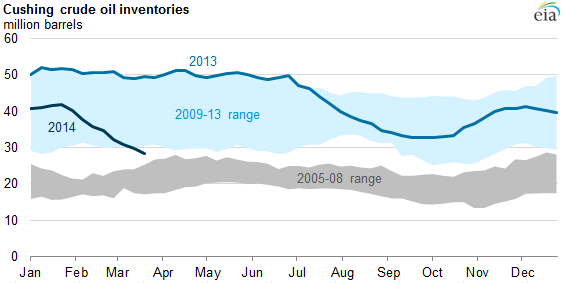 Cushing crude oil inventories
million barrels
eia
60
50
40
30
20
10
0
2013
2009-13 range
2014
2005-08 range
Jan Feb Mar Apr May Jun Jul Aug Sep Oct Nov Dec